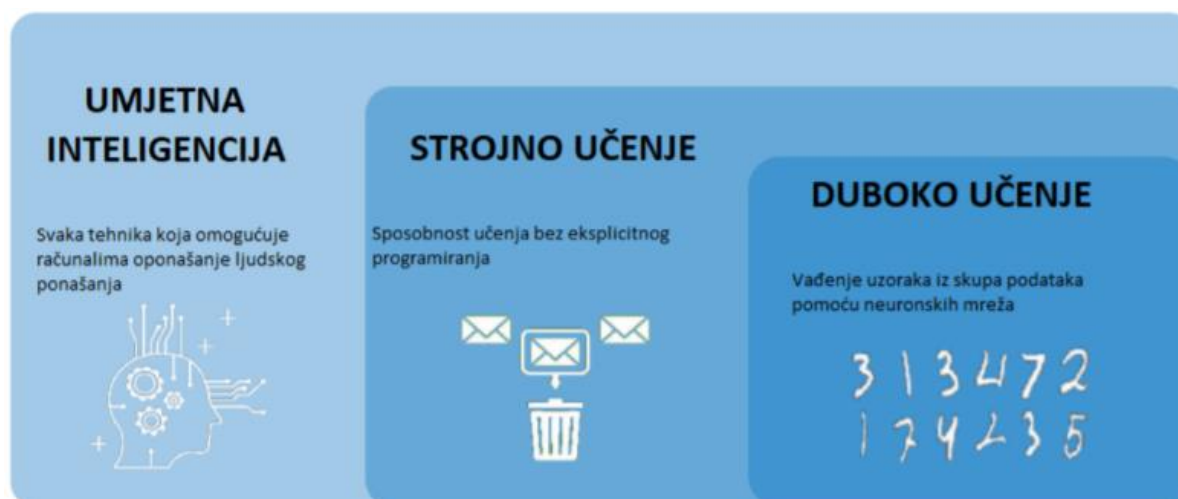 UMJETNA
INTELIGENCIJA
Svaka tehnika koja omogućuje
računalima oponašanje ljudskog
ponašanja
STROJNO UČENJE
Sposobnost učenja bez eksplicitnog
programiranja
DUBOKO UČENJE
Vađenje uzoraka iz skupa podataka
pomoću neuronskih mreža
3 1 3 4 7 2
1 7 4 2 3 5